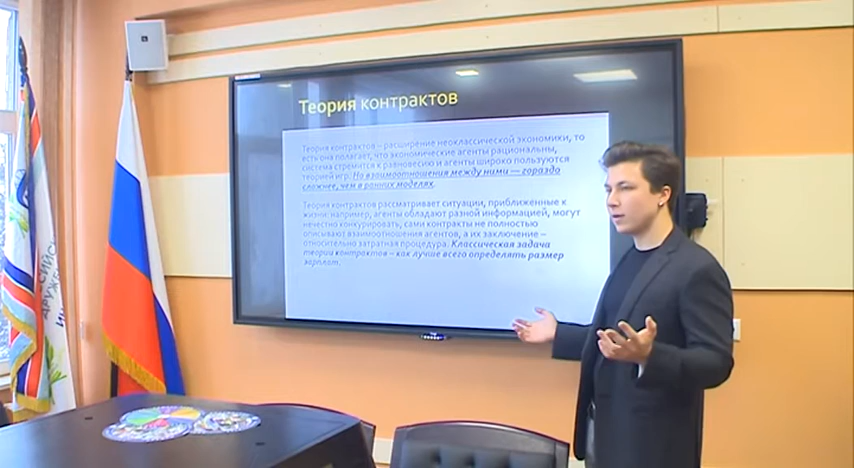 Теория контрактов
Теория контрактов – расширение неоклассической экономики, то
есть она полагает, что экономические агенты рациональны,
система стремится к равновесию и агенты широко пользуются
теорией игр. Но взаимоотношения между ними — гораздо
сложнее, чем в ранних моделях.
Теория контрактов рассматривает ситуации, приближённые к
жизни: например, агенты обладают разной информацией, могут
нечестно конкурировать, сами контракты не полностью
описывают взаимоотношения агентов, а их заключение –
относительно затратная процедура. Классическая задача
теории контрактов – как лучше всего определять размер
зарплат.